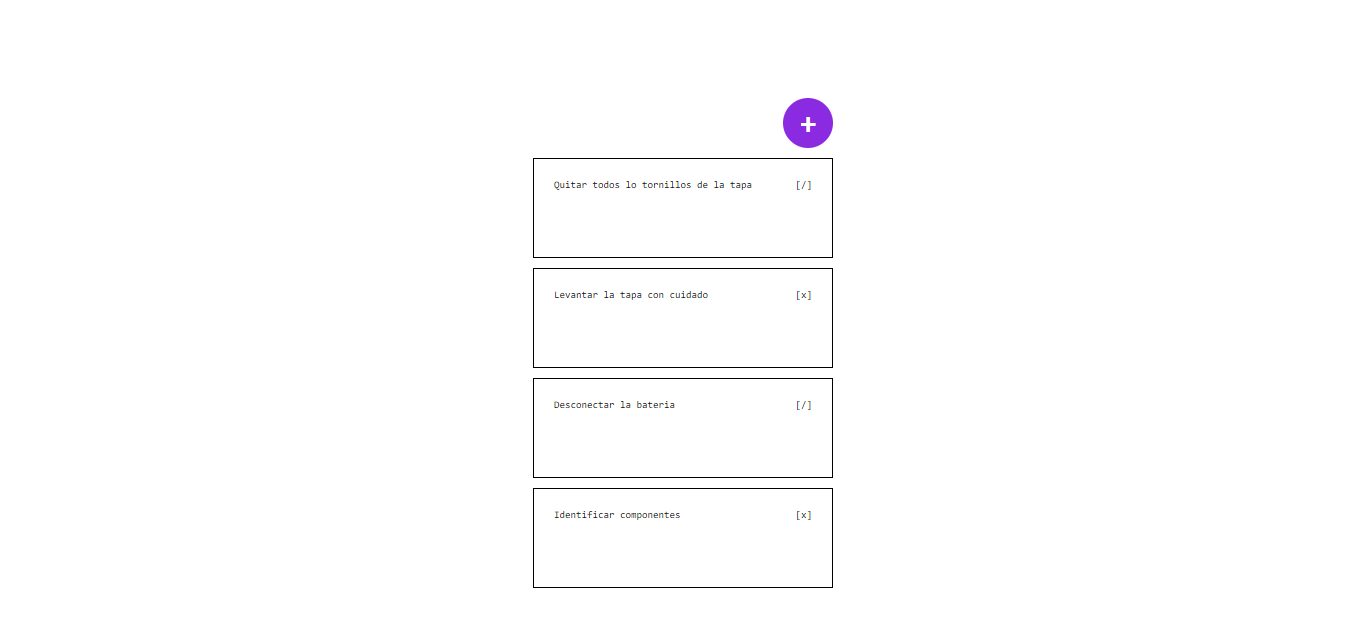 +
Quitar todos lo tornillos de la tapa [/]
Levantar la tapa con cuidado [x]
Desconectar la bateria [/]
Identificar componentes [x]